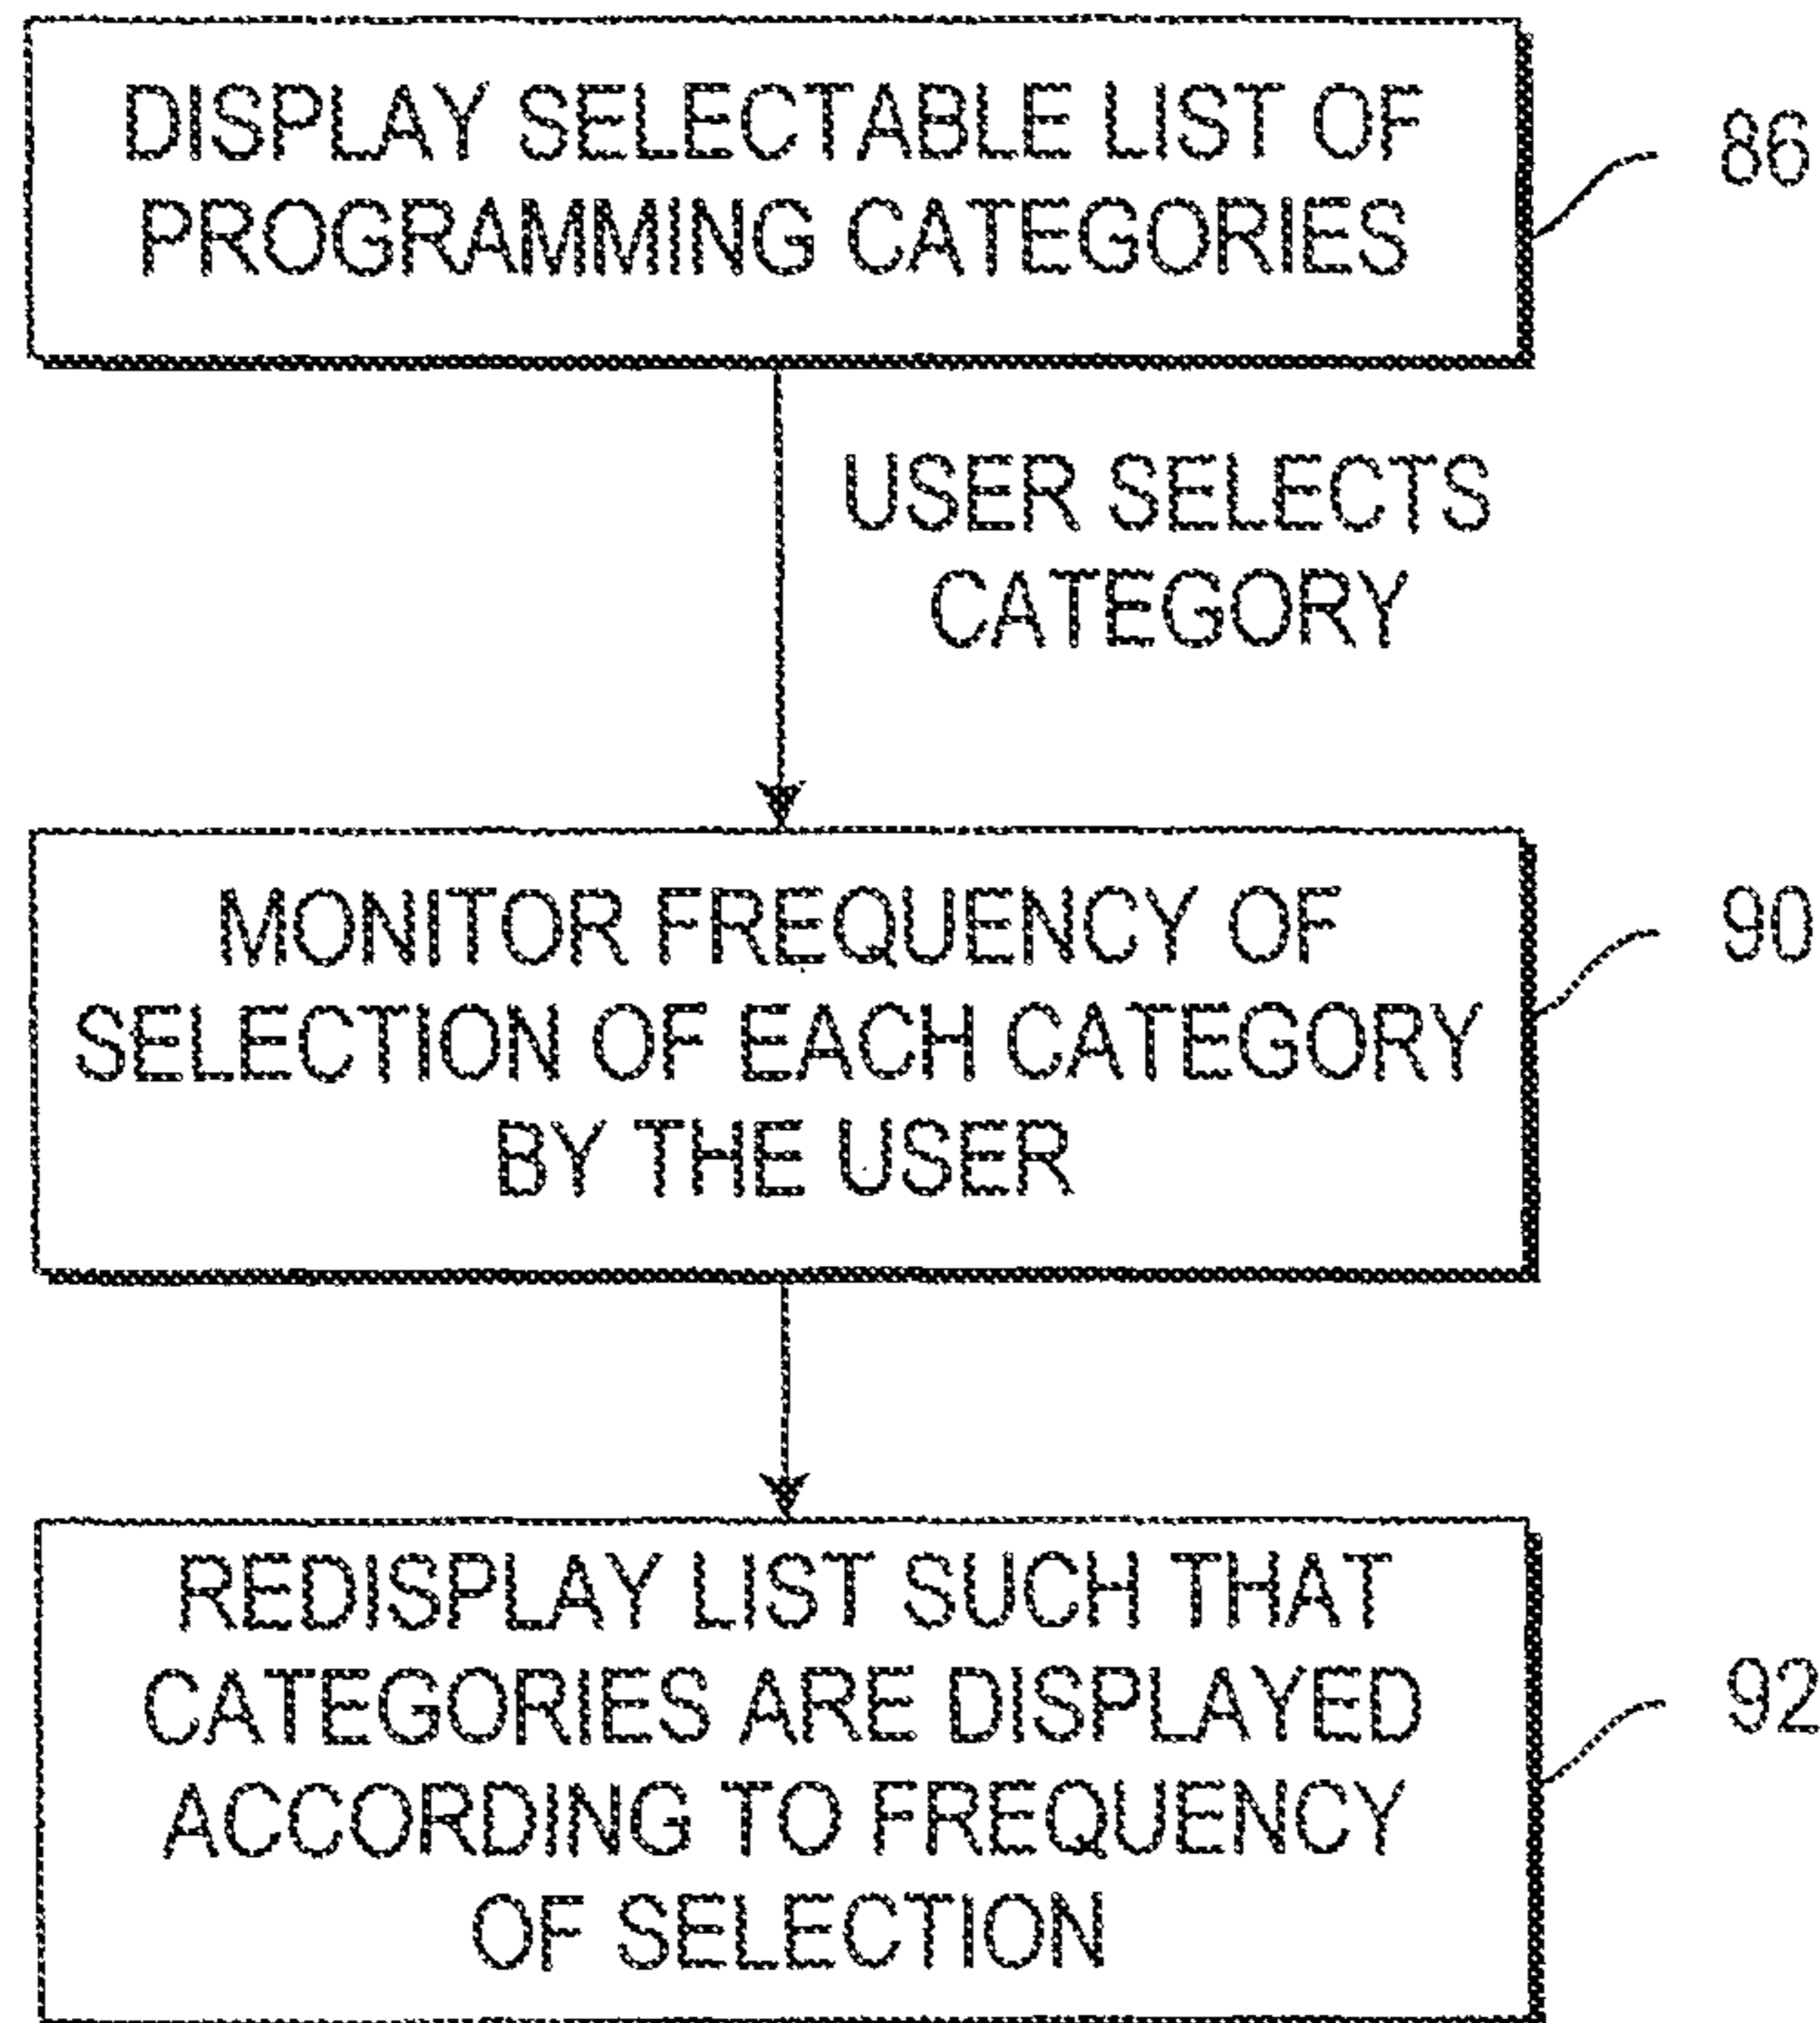 DISPLAY SELECTABLE LIST OF
PROGRAMMING CATEGORIES
86
USER SELECTS
CATEGORY
MONITOR FREQUENCY OF
SELECTION OF EACH CATEGORY
BY THE USER
90
REDISPLAY LIST SUCH THAT
CATEGORIES ARE DISPLAYED
ACCORDING TO FREQUENCY
OF SELECTION
92